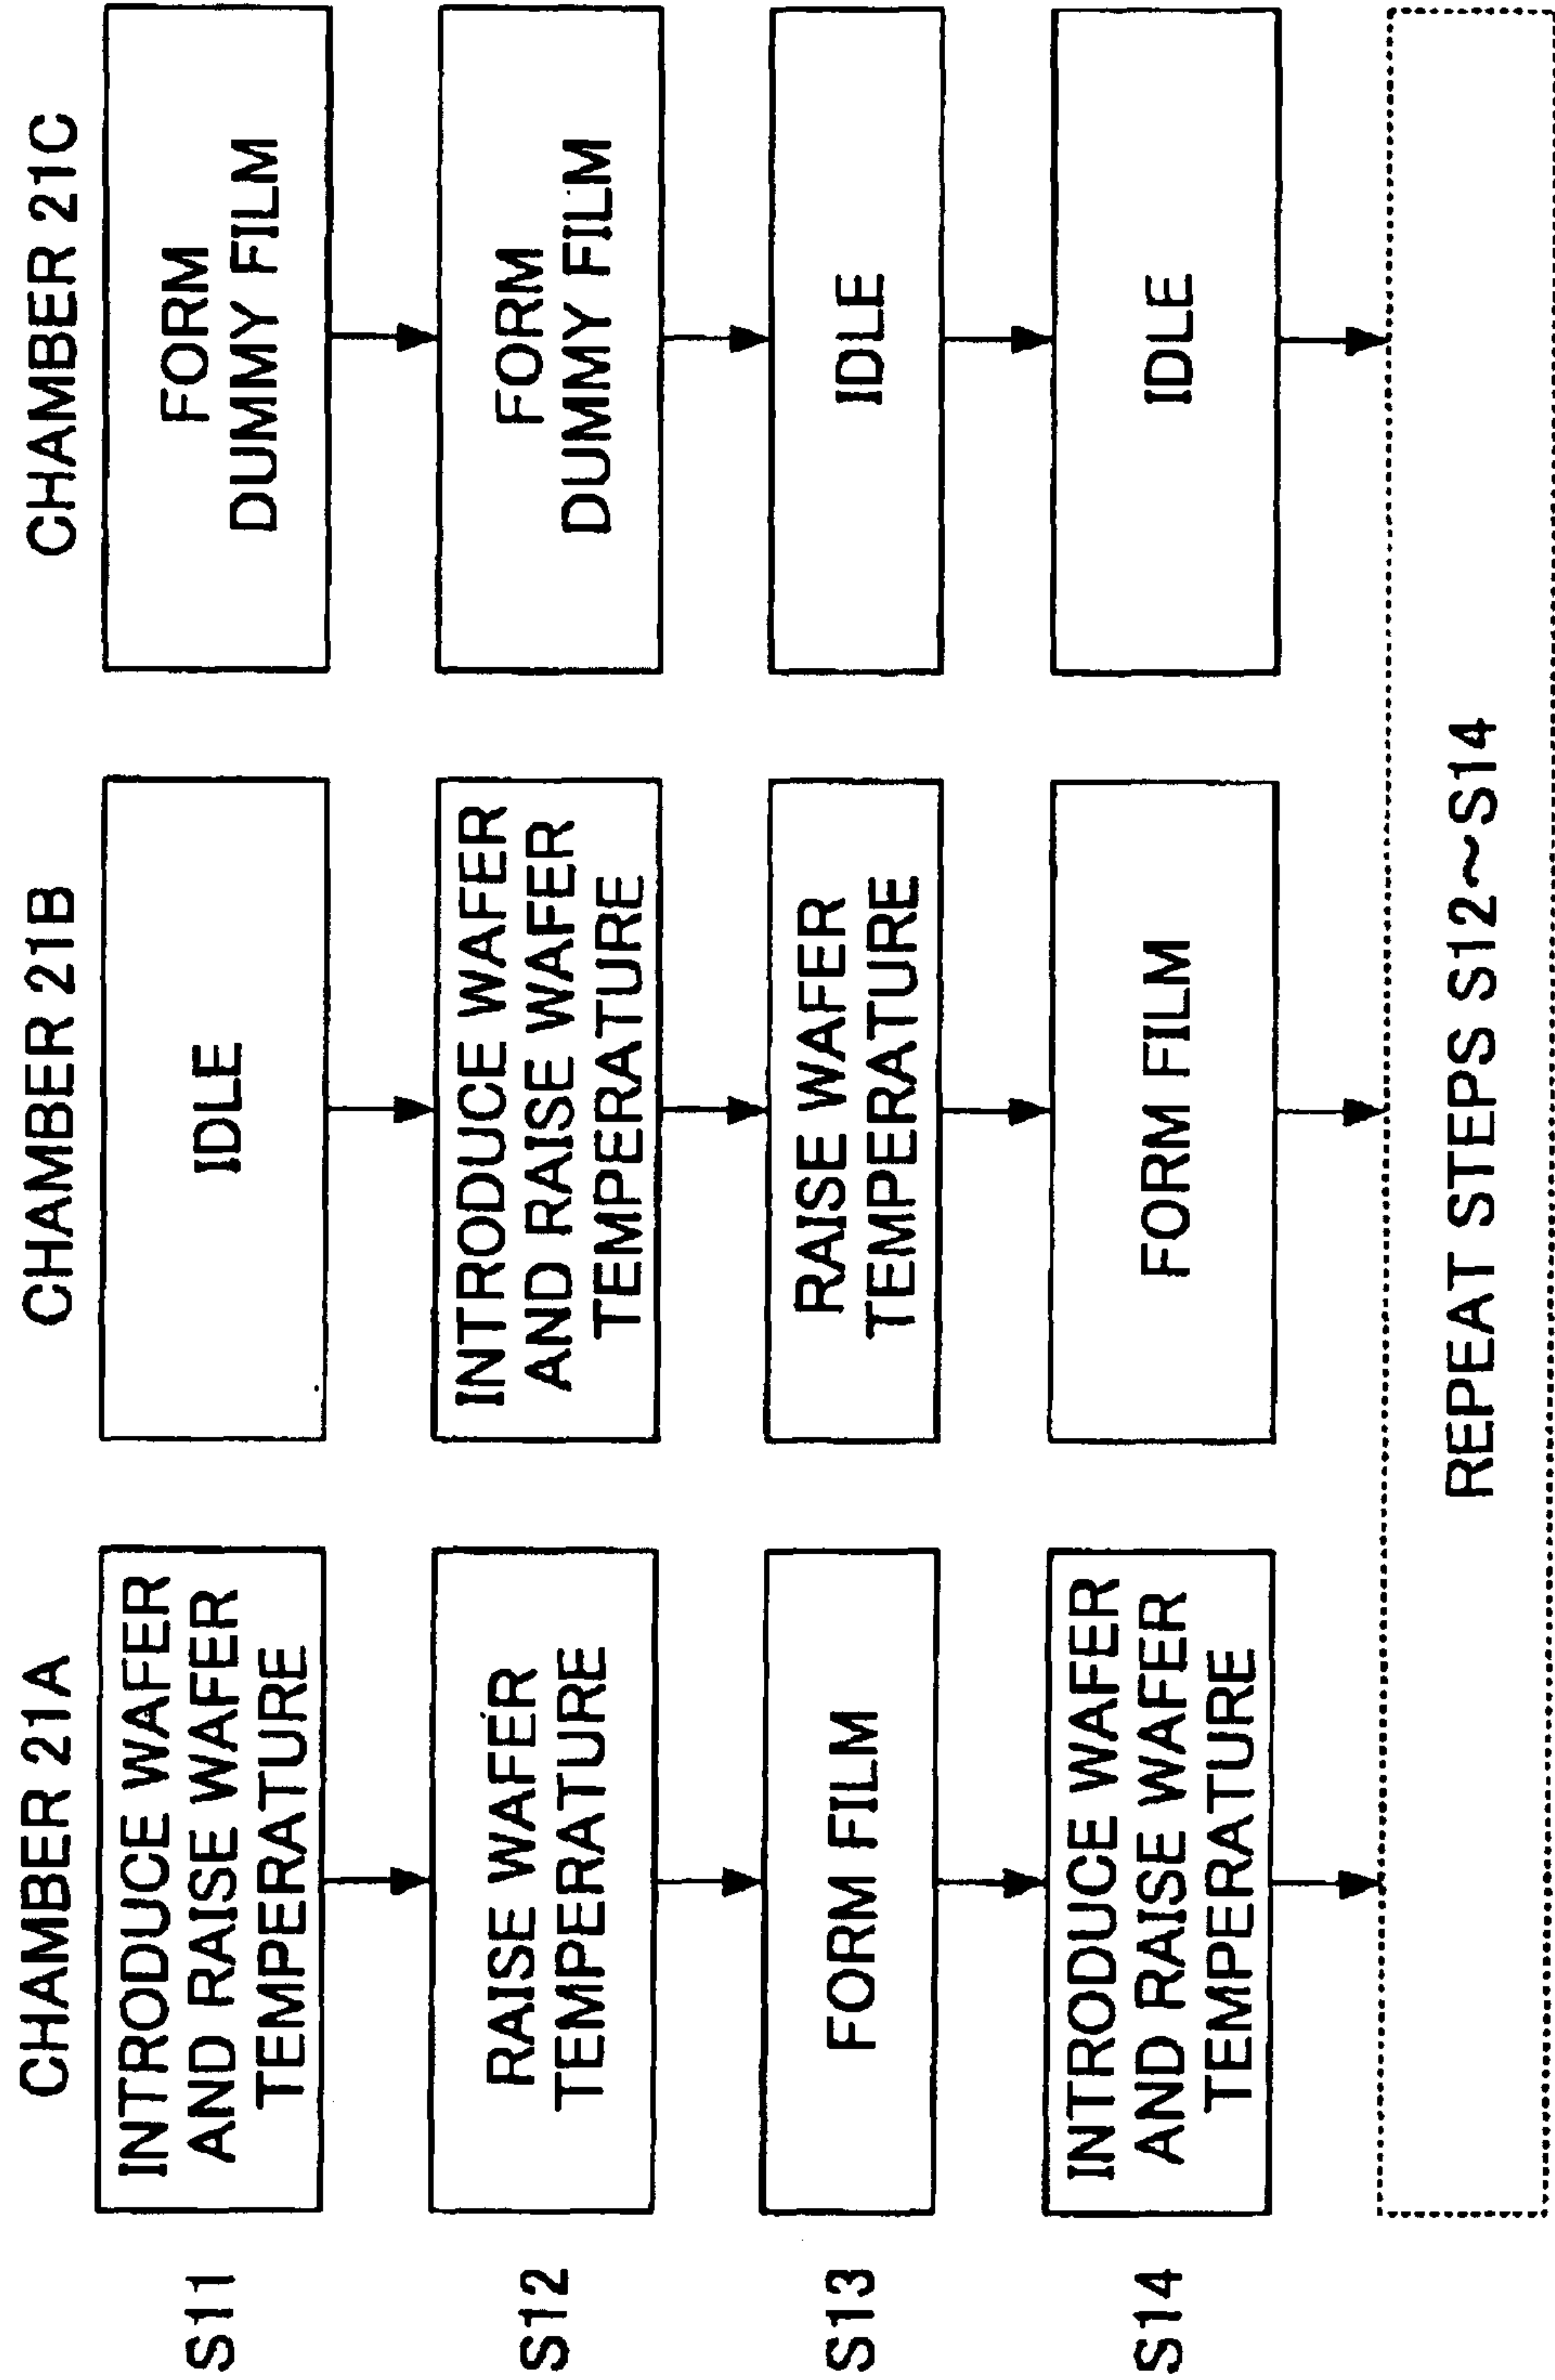 CHAMBER 21A
CHAMBER 21B
CHAMBER 21C
S11
INTRODUCE WAFER
AND RAISE WAFER
TEMPERATURE
IDLE
FORM
DUMMY FILM
S12
RAISE WAFER
TEMPERATURE
INTRODUCE WAFER
AND RAISE WAFER
TEMPERATURE
FORM
DUMMY FILM
S13
FORM FILM
RAISE WAFER
TEMPERATURE
IDLE
S14
INTRODUCE WAFER
AND RAISE WAFER
TEMPERATURE
FORM FILM
IDLE
REPEAT STEPS S12~S14